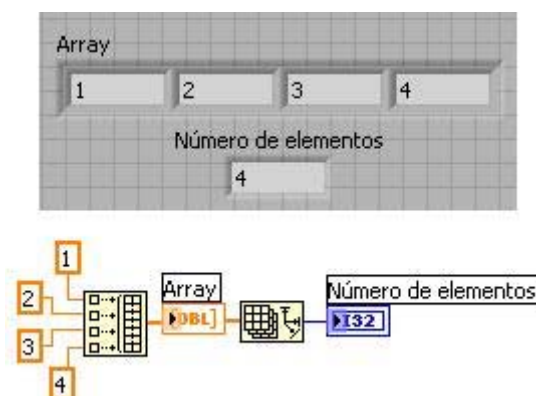 Array
1 2 3 4
Número de elementos
4
1
2
3
4
Array
DBL]
Número de elementos
I32